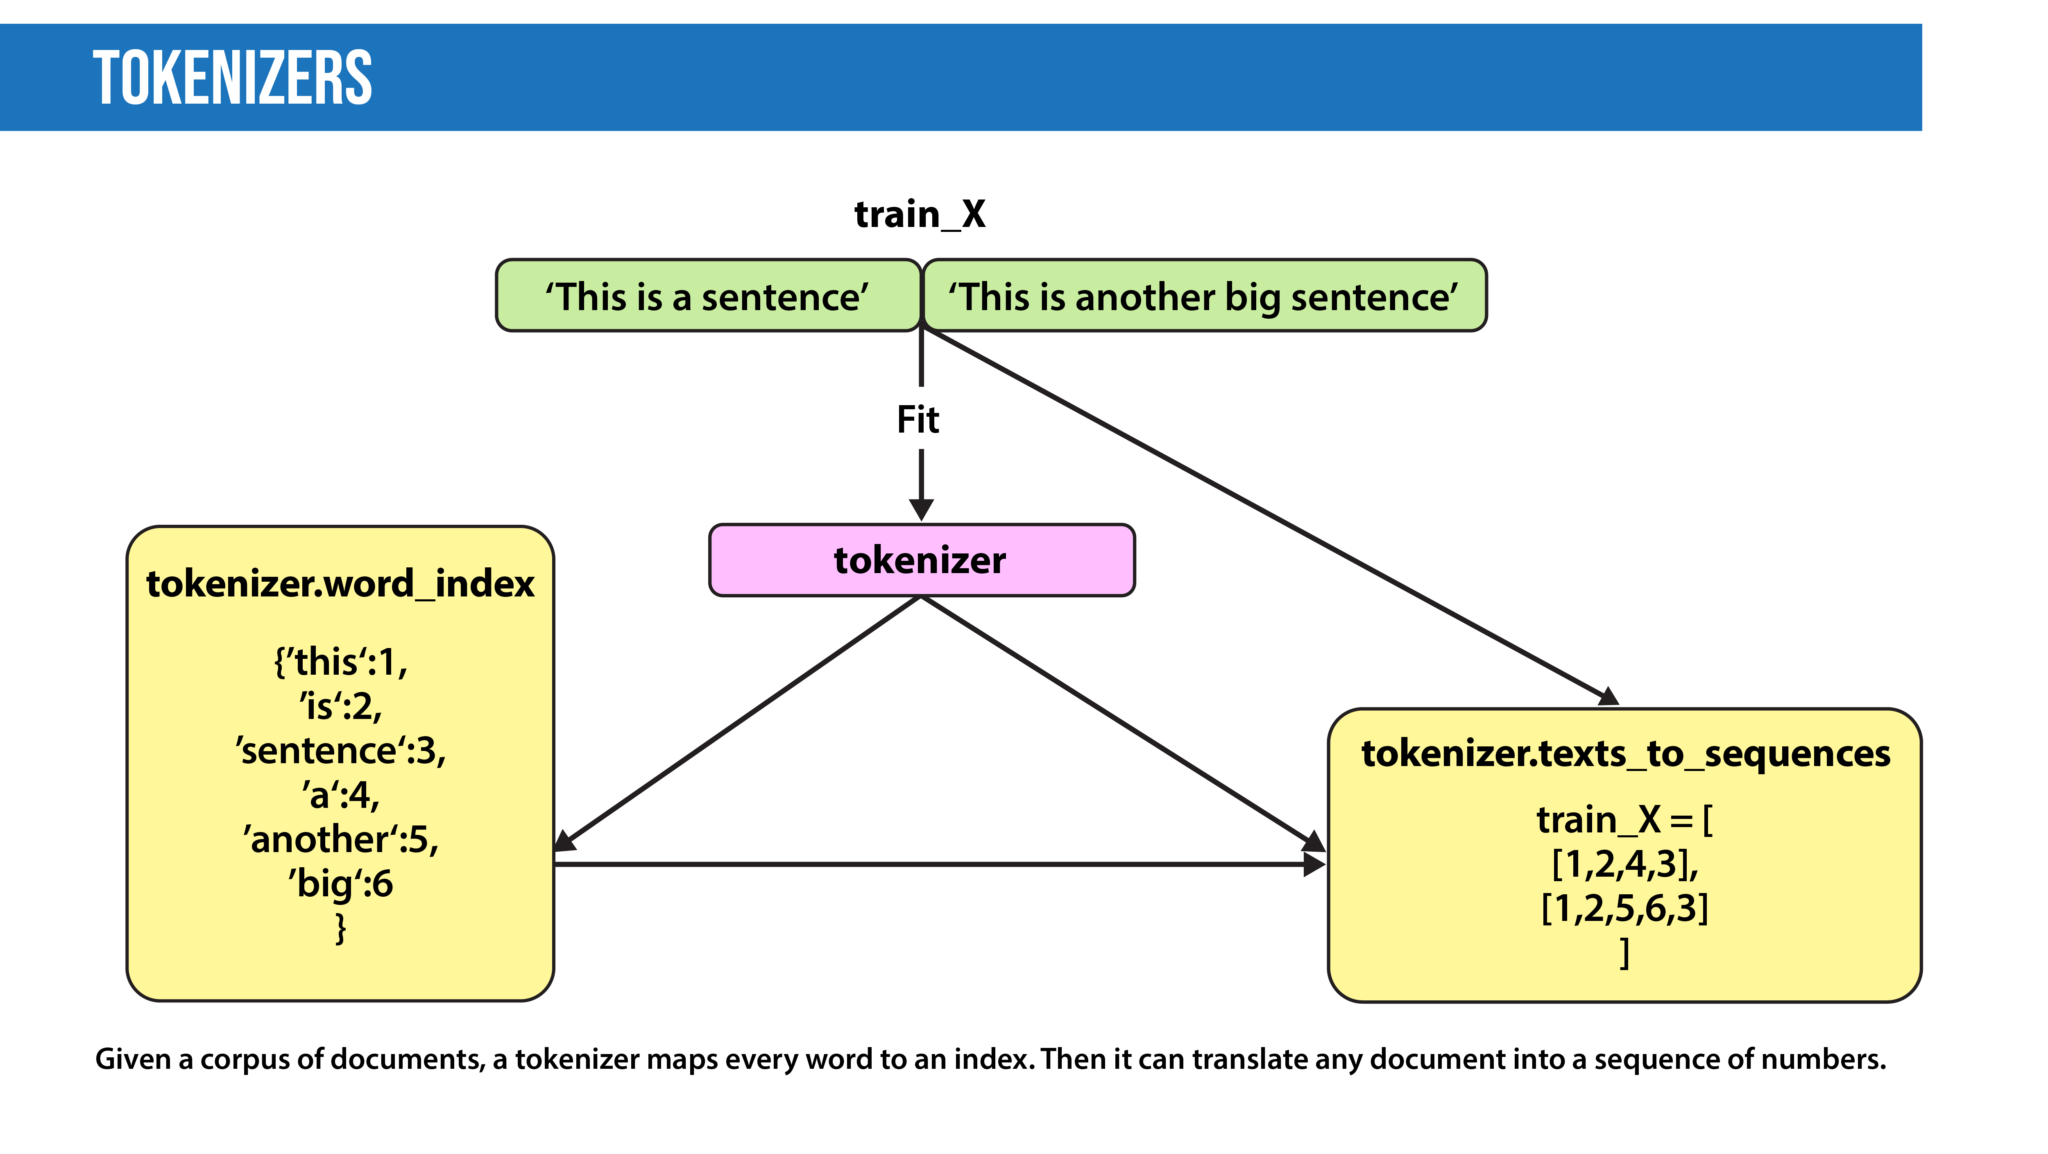 TOKENIZERS
train_X
‘This is a sentence’
‘This is another big sentence’
Fit
tokenizer
tokenizer.word_index
{’this‘:1,
’is‘:2,
’sentence‘:3,
’a‘:4,
’another‘:5,
’big‘:6
}
tokenizer.texts_to_sequences
train_X = [
[1,2,4,3],
[1,2,5,6,3]
]
Given a corpus of documents, a tokenizer maps every word to an index. Then it can translate any document into a sequence of numbers.